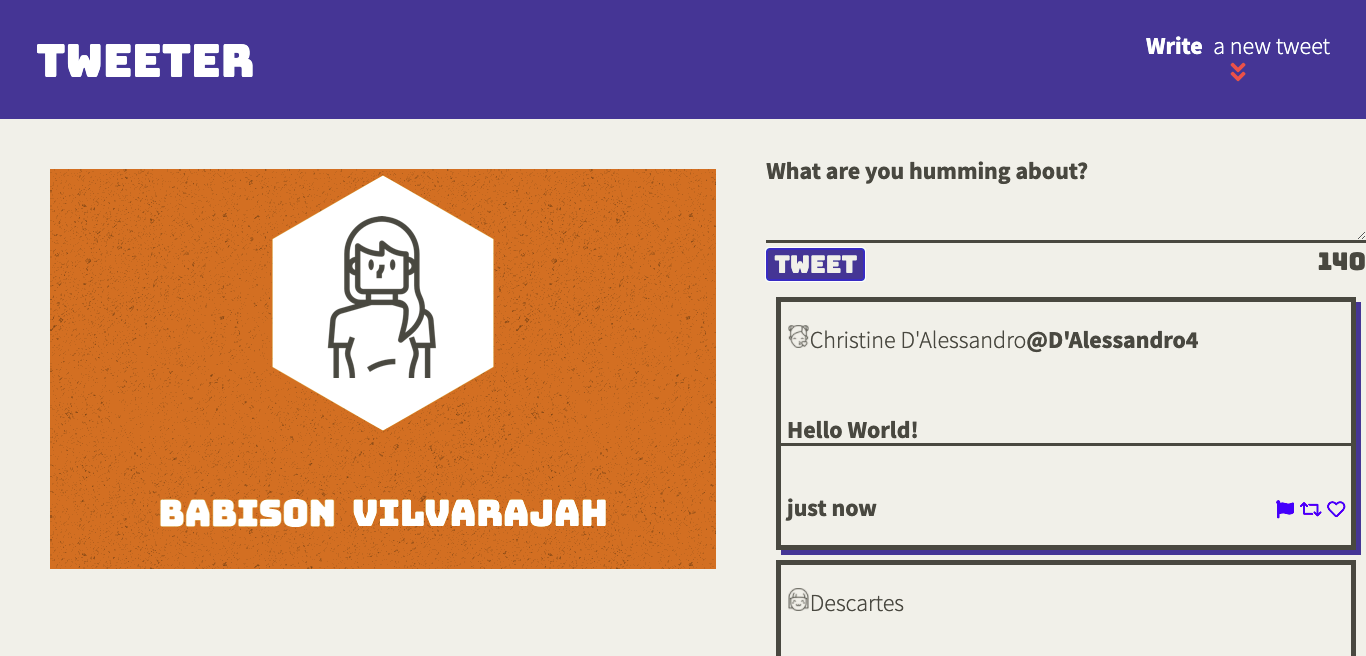 TWEETER
Write a new tweet
BABISON VILVARAJAH
What are you humming about?
TWEET
140
Christine D'Alessandro@D'Alessandro4
Hello World!
just now
Descartes